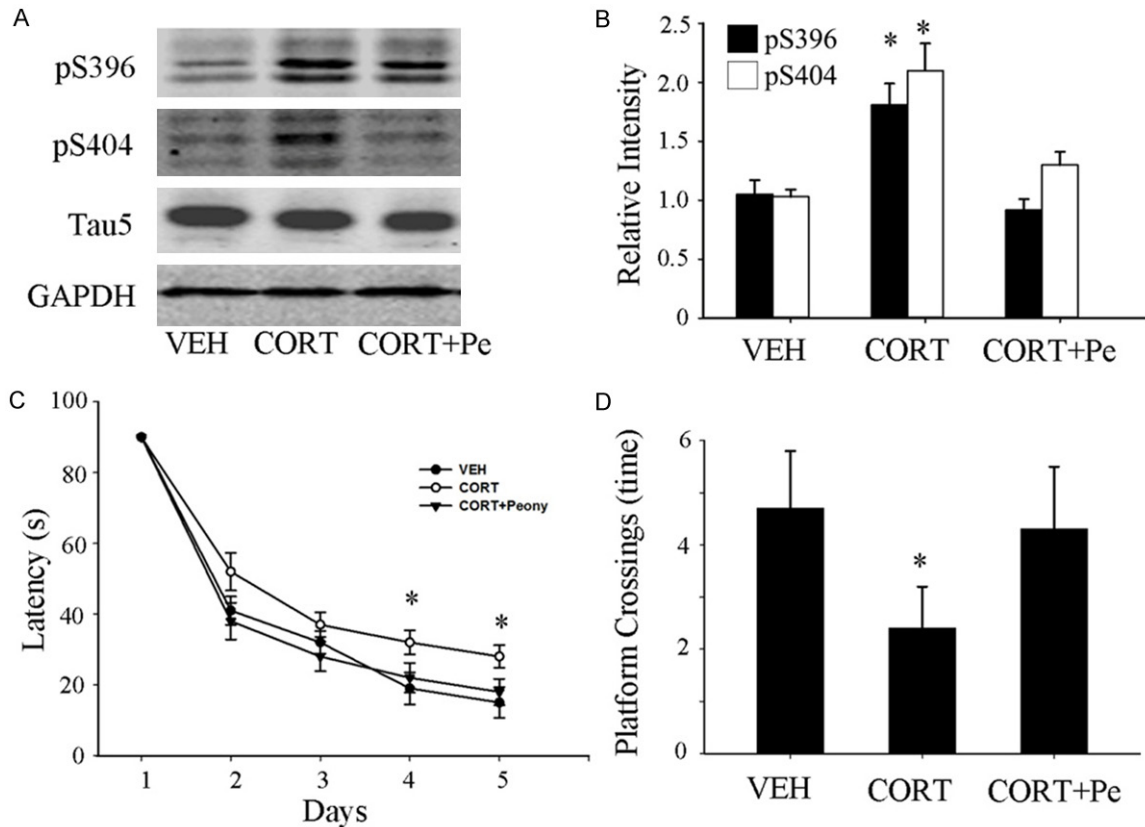 A
pS396
pS404
Tau5
GAPDH
VEH CORT CORT+Pe
B
Relative Intensity
2.5
2.0
1.5
1.0
0.5
0
pS396
pS404
* *
VEH CORT CORT+Pe
C
Latency (s)
100
80
60
40
20
0
VEH
CORT
CORT+Peony
* *
1 2 3 4 5
Days
D
Platform Crossings (time)
6
4
2
0
*
VEH CORT CORT+Pe